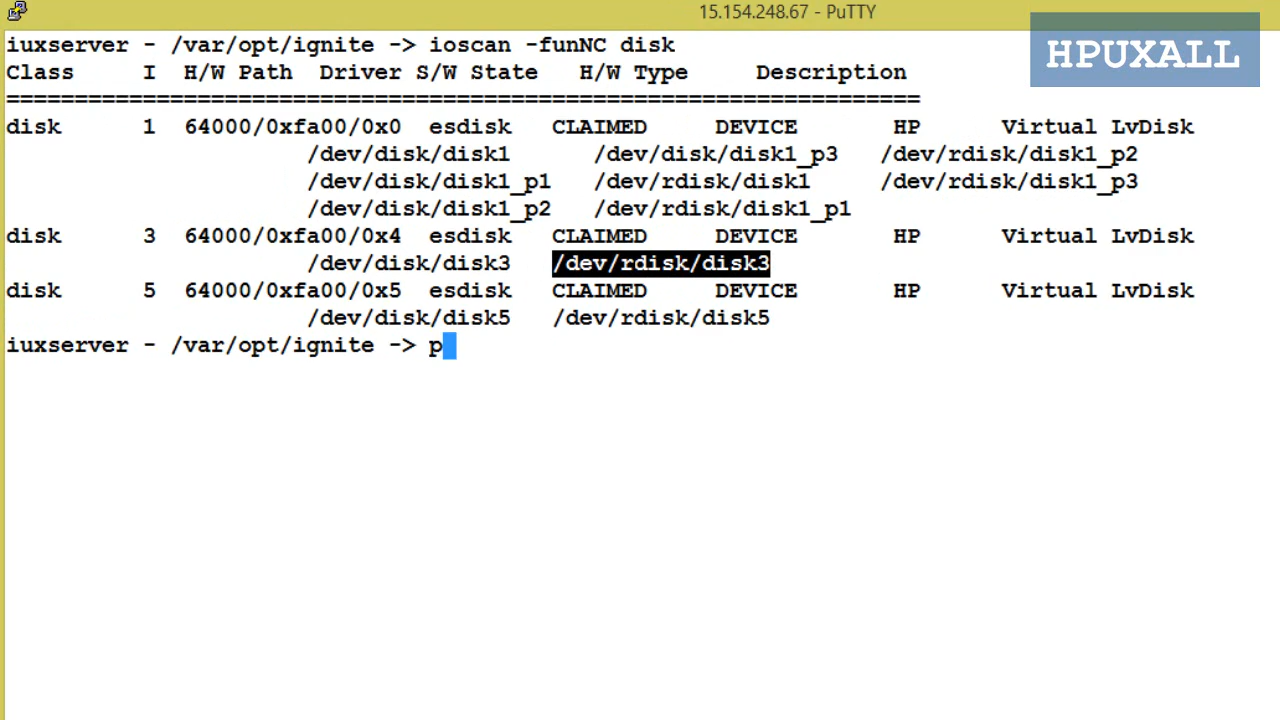 15.154.248.67 - PuTTY
HPUXALL
iuxserver - /var/opt/ignite -> ioscan -funNC disk
Class     I  H/W Path  Driver S/W State   H/W Type     Description
===================================================================
disk      1  64000/0xfa00/0x0  esdisk   CLAIMED     DEVICE       HP      Virtual LvDisk
                      /dev/disk/disk1      /dev/disk/disk1_p3   /dev/rdisk/disk1_p2
                      /dev/disk/disk1_p1   /dev/rdisk/disk1     /dev/rdisk/disk1_p3
                      /dev/disk/disk1_p2   /dev/rdisk/disk1_p1
disk      3  64000/0xfa00/0x4  esdisk   CLAIMED     DEVICE       HP      Virtual LvDisk
                      /dev/disk/disk3   /dev/rdisk/disk3
disk      5  64000/0xfa00/0x5  esdisk   CLAIMED     DEVICE       HP      Virtual LvDisk
                      /dev/disk/disk5   /dev/rdisk/disk5
iuxserver - /var/opt/ignite -> p